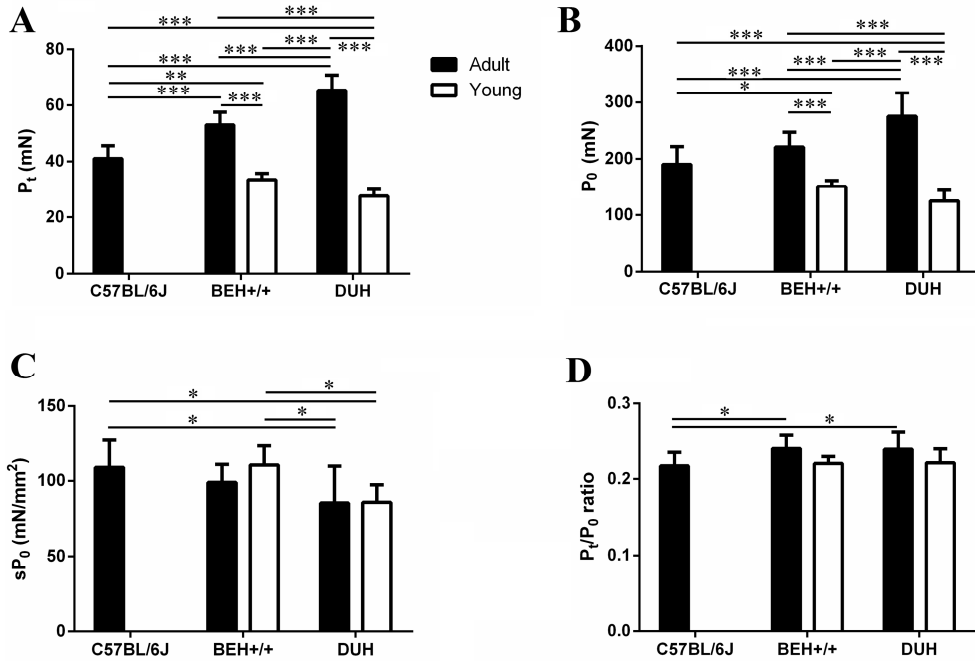 A
***
***
***
***
***
***
***
**
***
***
80
60
40
20
0
Pt (mN)
C57BL/6J
BEH+/+
DUH
Adult
Young
B
***
***
***
***
***
***
***
*
***
400
300
200
100
0
P0 (mN)
C57BL/6J
BEH+/+
DUH
C
*
*
*
*
150
100
50
0
sP0 (mN/mm²)
C57BL/6J
BEH+/+
DUH
D
*
*
0.3
0.2
0.1
0.0
Pt/P0 ratio
C57BL/6J
BEH+/+
DUH